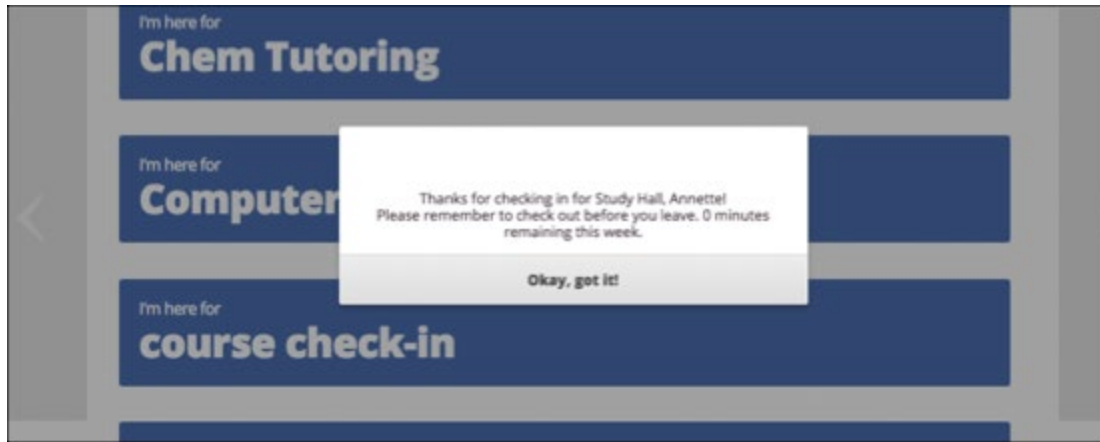 I'm here for
Chem Tutoring
I'm here for
Computer
Thanks for checking in for Study Hall, Annette!
Please remember to check out before you leave. 0 minutes
remaining this week.
Okay, got it!
I'm here for
course check-in